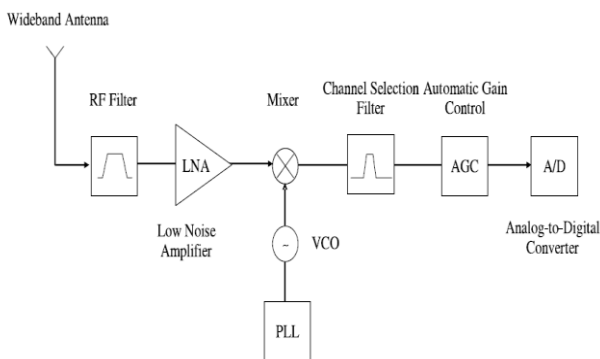 Wideband Antenna
RF Filter
Mixer
Channel Selection
Filter
Automatic Gain
Control
LNA
AGC
A/D
Low Noise
Amplifier
~
VCO
Analog-to-Digital
Converter
PLL